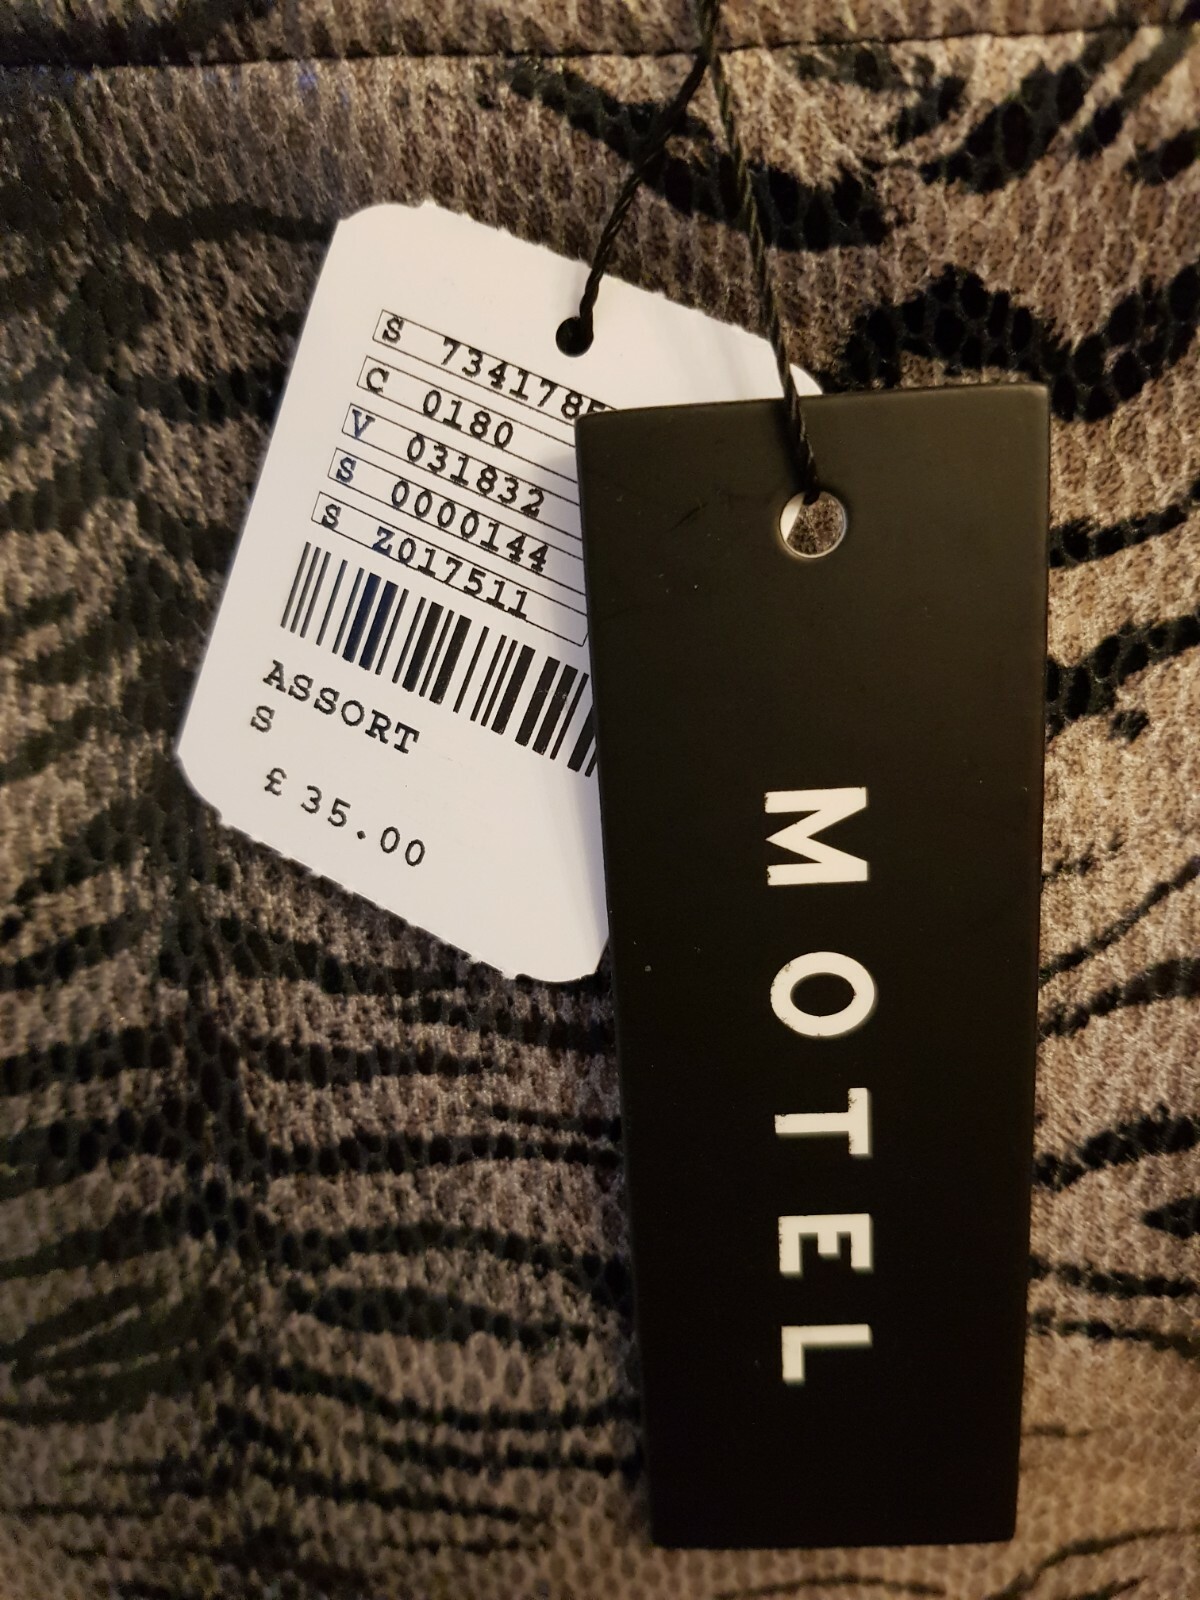 S 734178
C 0180
V 031832
S 0000144
S Z017511
ASSORT
S
£35.00
MOTEL